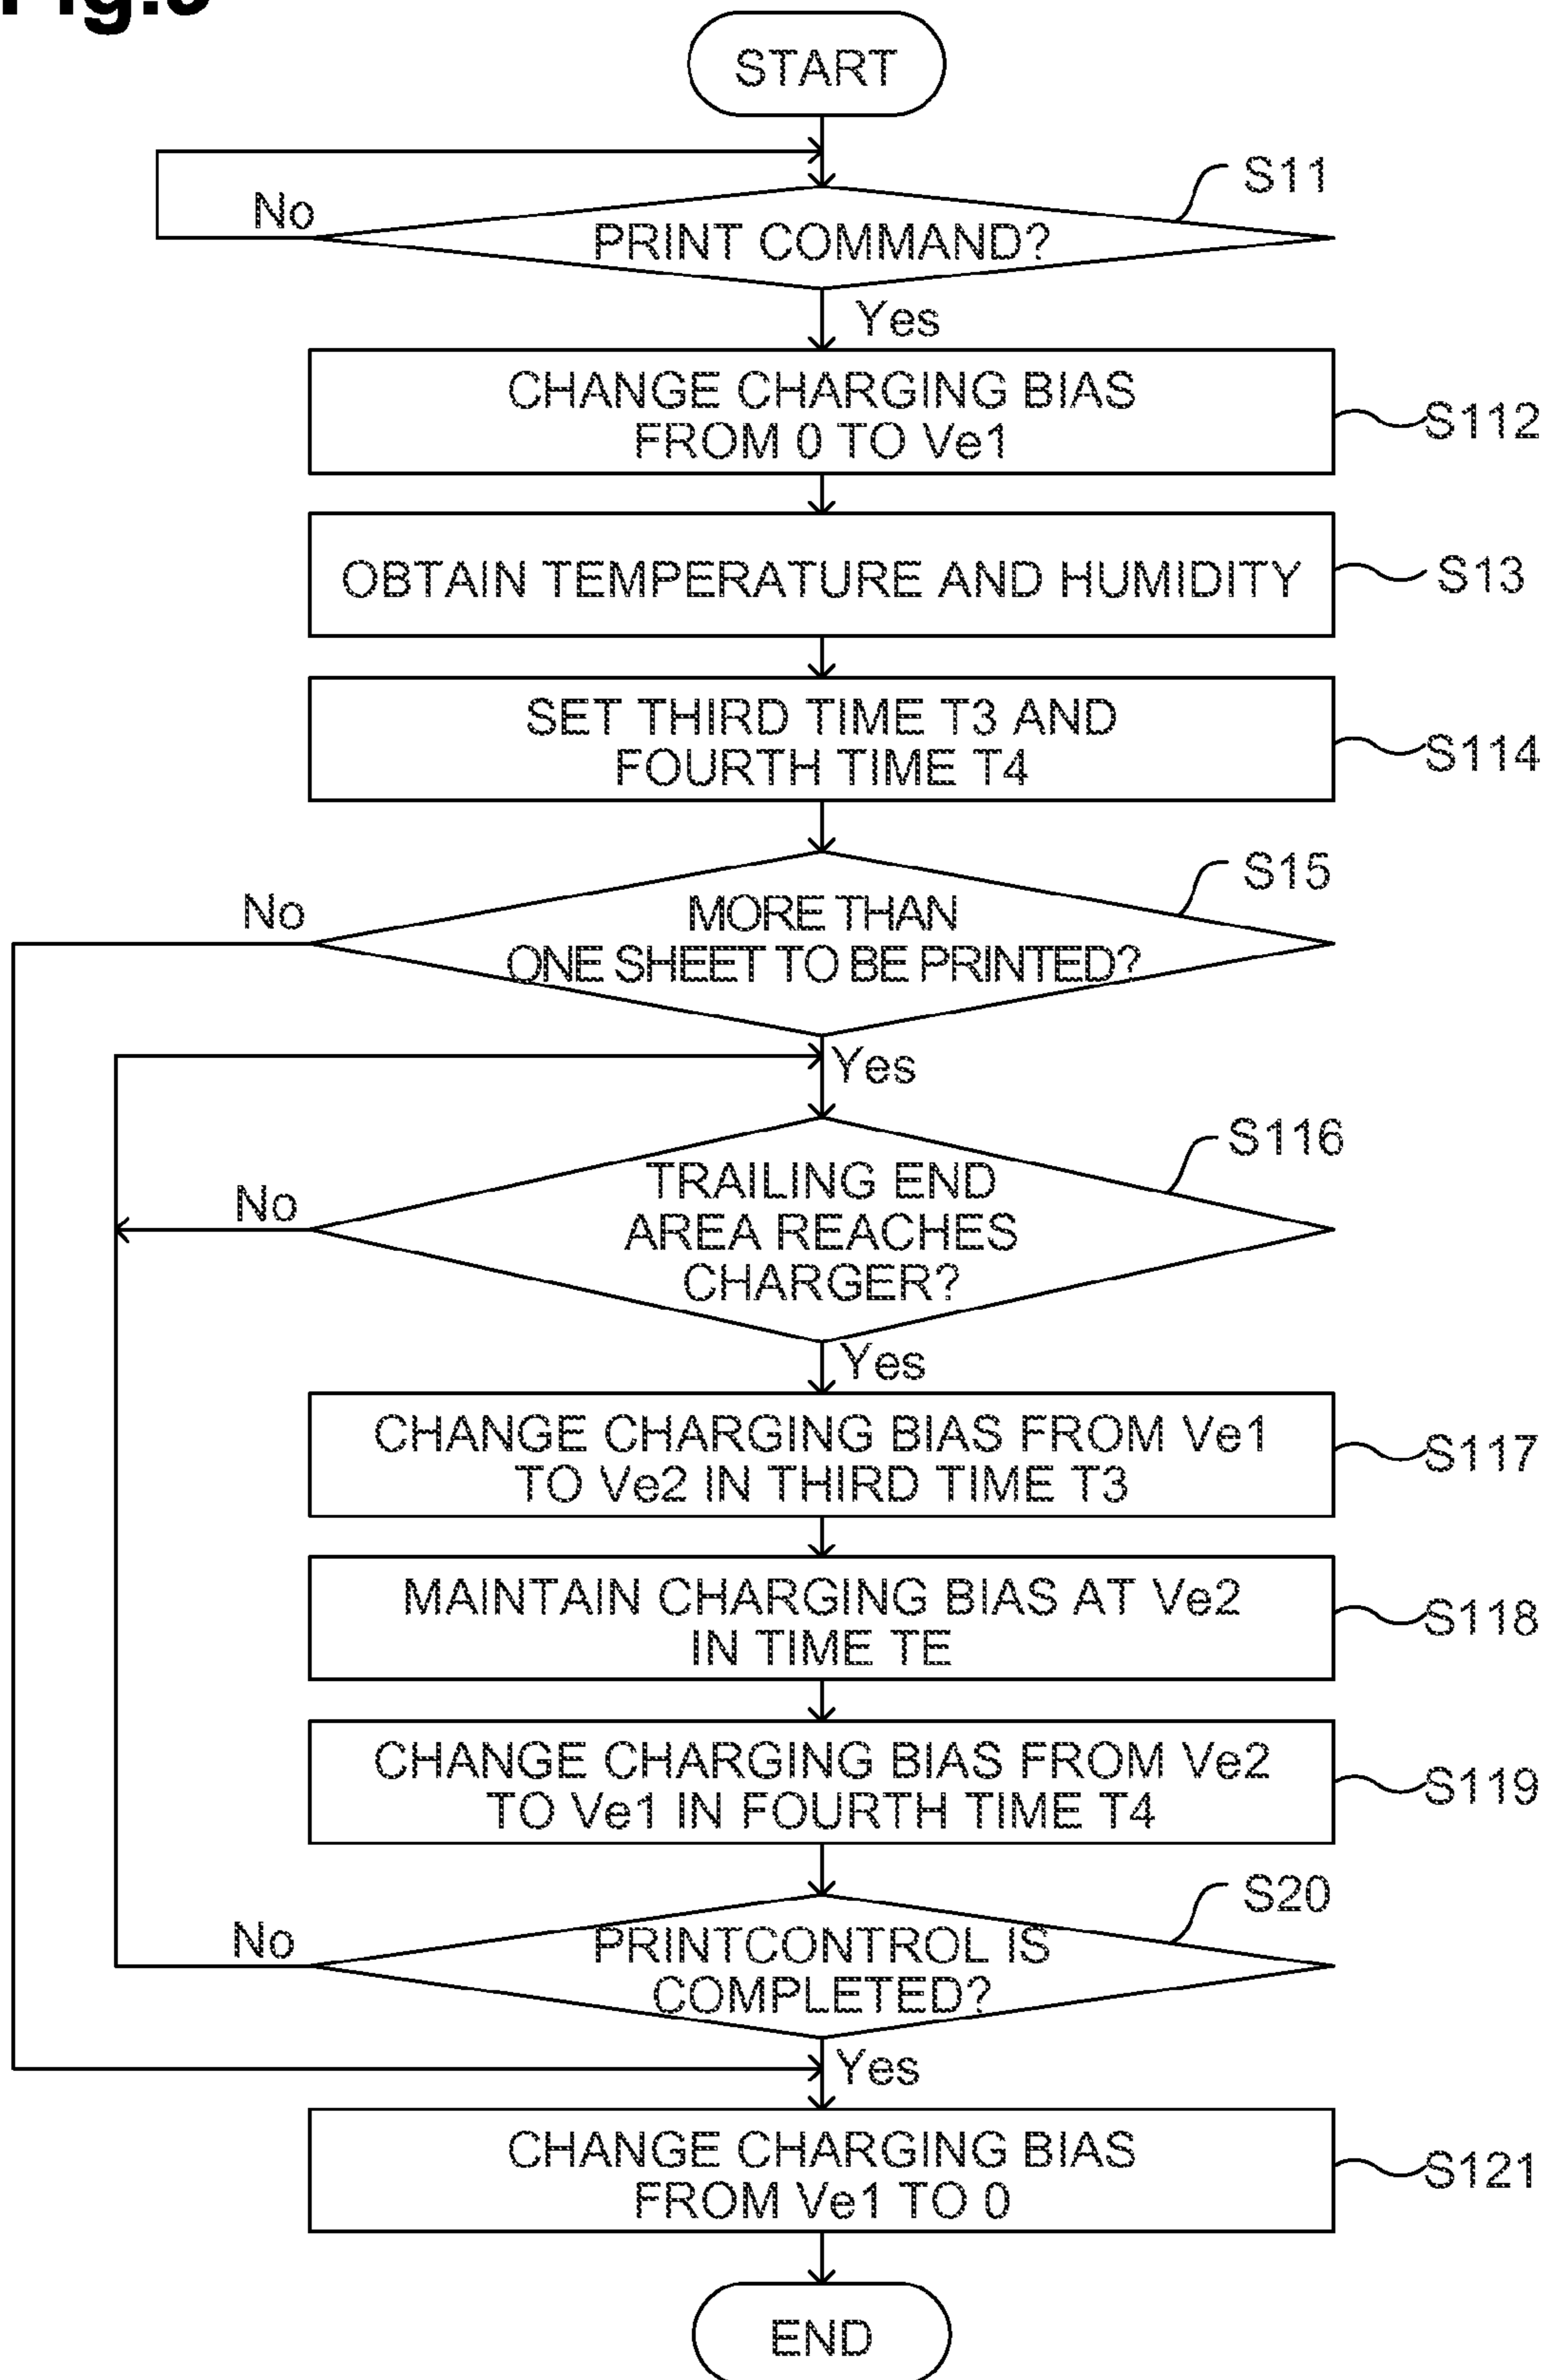 START
S11
No
PRINT COMMAND?
Yes
CHANGE CHARGING BIAS
FROM 0 TO Ve1
S112
OBTAIN TEMPERATURE AND HUMIDITY
S13
SET THIRD TIME T3 AND
FOURTH TIME T4
S114
S15
No
MORE THAN
ONE SHEET TO BE PRINTED?
Yes
S116
No
TRAILING END
AREA REACHES
CHARGER?
Yes
CHANGE CHARGING BIAS FROM Ve1
TO Ve2 IN THIRD TIME T3
S117
MAINTAIN CHARGING BIAS AT Ve2
IN TIME TE
S118
CHANGE CHARGING BIAS FROM Ve2
TO Ve1 IN FOURTH TIME T4
S119
S20
No
PRINTCONTROL IS
COMPLETED?
Yes
CHANGE CHARGING BIAS
FROM Ve1 TO 0
S121
END